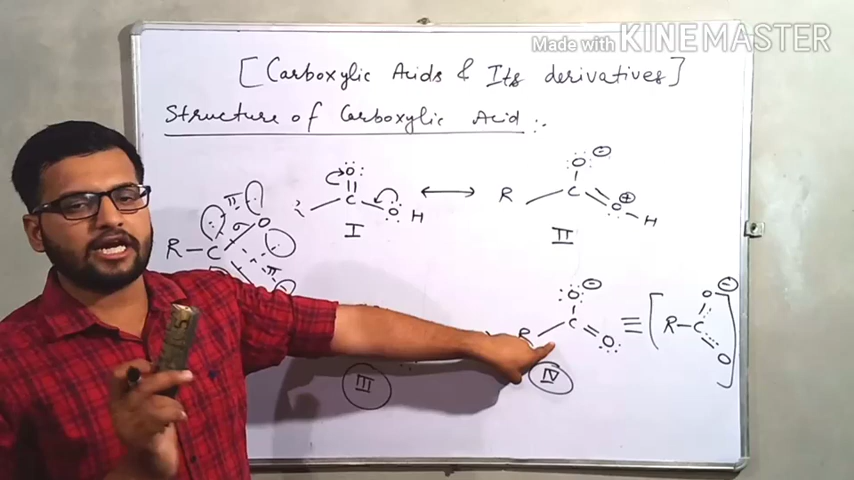 Made with KINEMASTER
[Carboxylic Acids & Its derivatives]
Structure of Carboxylic Acid :.
R C O π σ π
O C O H
I
R C O ⊖ O ⊕ H
II
III
R C O ⊖ O
IV
≡ [R-C O O] ⊖